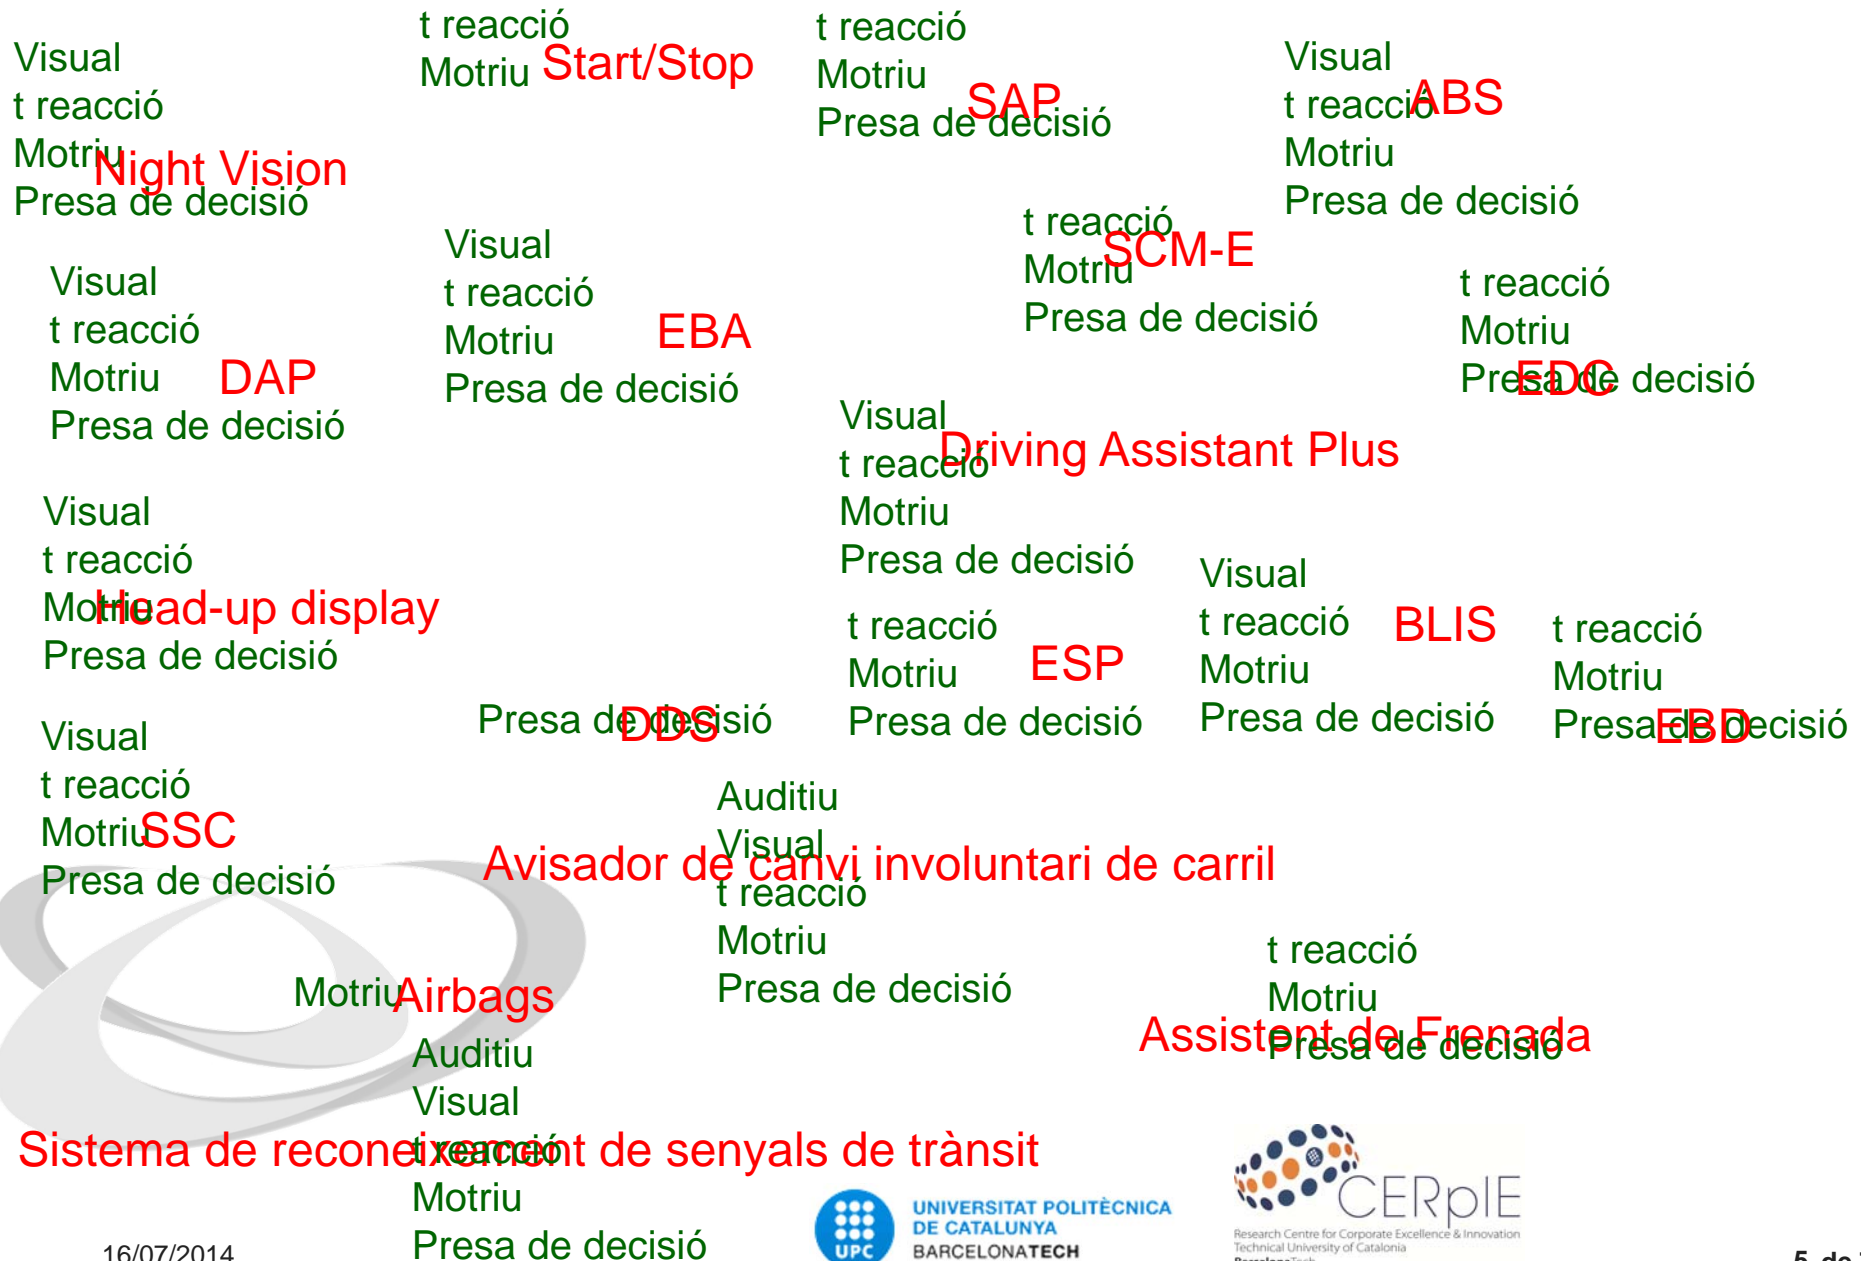 t reacció
Motriu
Start/Stop
t reacció
Motriu
Presa de decisió
SAP
Visual
t reacció
Motriu
Presa de decisió
Night Vision
Visual
t reacció
Motriu
Presa de decisió
ABS
t reacció
Motriu
Presa de decisió
SCM-E
Visual
t reacció
Motriu
Presa de decisió
EBA
Visual
t reacció
Motriu
Presa de decisió
DAP
t reacció
Motriu
Presa de decisió
EDC
Visual
t reacció
Motriu
Presa de decisió
Driving Assistant Plus
Visual
t reacció
Motriu
Presa de decisió
Head-up display
Visual
t reacció
Motriu
Presa de decisió
BLIS
t reacció
Motriu
Presa de decisió
ESP
t reacció
Motriu
Presa de decisió
EBD
Presa de decisió
DDS
Visual
t reacció
Motriu
Presa de decisió
SSC
Auditiu
Visual
t reacció
Motriu
Presa de decisió
Avisador de canvi involuntari de carril
t reacció
Motriu
Presa de decisió
Assistent de Frenada
Motriu
Airbags
Auditiu
Visual
t reacció
Motriu
Presa de decisió
Sistema de reconeixement de senyals de trànsit
UPC
UNIVERSITAT POLITÈCNICA
DE CATALUNYA
BARCELONATECH
CERpIE
Research Centre for Corporate Excellence & Innovation
Technical University of Catalonia
BarcelonaTech
16/07/2014
5 de